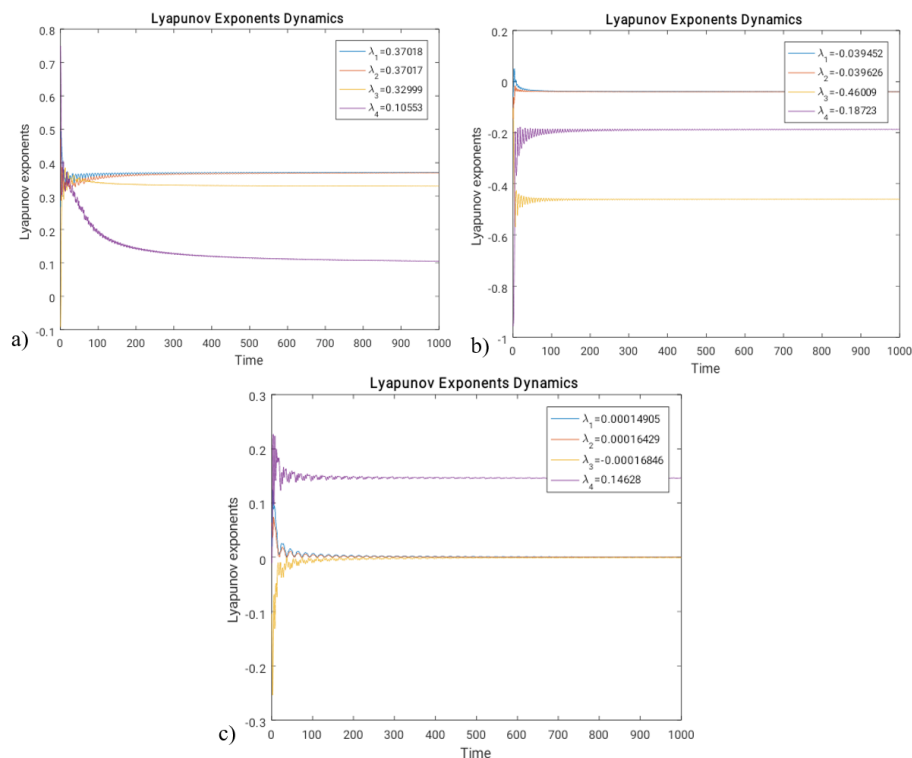 Lyapunov Exponents Dynamics
0.8
0.7
0.6
0.5
0.4
0.3
0.2
0.1
0
-0.1
Lyapunov exponents
λ1=0.37018
λ2=0.37017
λ3=0.32999
λ4=0.10553
0 100 200 300 400 500 600 700 800 900 1000
Time
a)
Lyapunov Exponents Dynamics
0.2
0
-0.2
-0.4
-0.6
-0.8
-1
Lyapunov exponents
λ1=-0.039452
λ2=-0.039626
λ3=-0.46009
λ4=-0.18723
0 100 200 300 400 500 600 700 800 900 1000
Time
b)
Lyapunov Exponents Dynamics
0.3
0.2
0.1
0
-0.1
-0.2
-0.3
Lyapunov exponents
λ1=0.00014905
λ2=0.00016429
λ3=-0.00016846
λ4=0.14628
0 100 200 300 400 500 600 700 800 900 1000
Time
c)